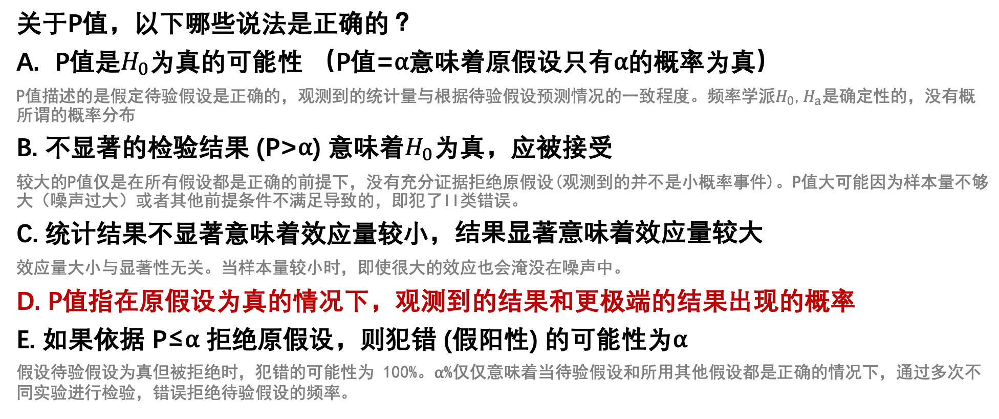 关于P值，以下哪些说法是正确的？
A. P值是H₀为真的可能性 （P值=α意味着原假设只有α的概率为真）
P值描述的是假定待验假设是正确的，观测到的统计量与根据待验假设预测情况的一致程度。频率学派H₀, Hₐ是确定性的，没有概
所谓的概率分布
B. 不显著的检验结果 (P>α) 意味着H₀为真，应被接受
较大的P值仅是在所有假设都是正确的前提下，没有充分证据拒绝原假设(观测到的并不是小概率事件)。P值大可能因为样本量不够
大（噪声过大）或者其他前提条件不满足导致的，即犯了II类错误。
C. 统计结果不显著意味着效应量较小，结果显著意味着效应量较大
效应量大小与显著性无关。当样本量较小时，即使很大的效应也会淹没在噪声中。
D. P值指在原假设为真的情况下，观测到的结果和更极端的结果出现的概率
E. 如果依据 P≤α 拒绝原假设，则犯错 (假阳性) 的可能性为α
假设待验假设为真但被拒绝时，犯错的可能性为 100%。α%仅仅意味着当待验假设和所用其他假设都是正确的情况下，通过多次不
同实验进行检验，错误拒绝待验假设的频率。